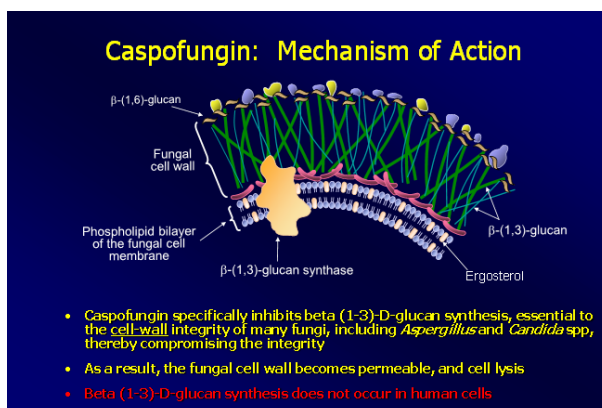 Caspofungin: Mechanism of Action
β-(1,6)-glucan
Fungal
cell wall
Phospholipid bilayer
of the fungal cell
membrane
β-(1,3)-glucan synthase
β-(1,3)-glucan
Ergosterol
• Caspofungin specifically inhibits beta (1-3)-D-glucan synthesis, essential to
the cell-wall integrity of many fungi, including Aspergillus and Candida spp,
thereby compromising the integrity
• As a result, the fungal cell wall becomes permeable, and cell lysis
• Beta (1-3)-D-glucan synthesis does not occur in human cells